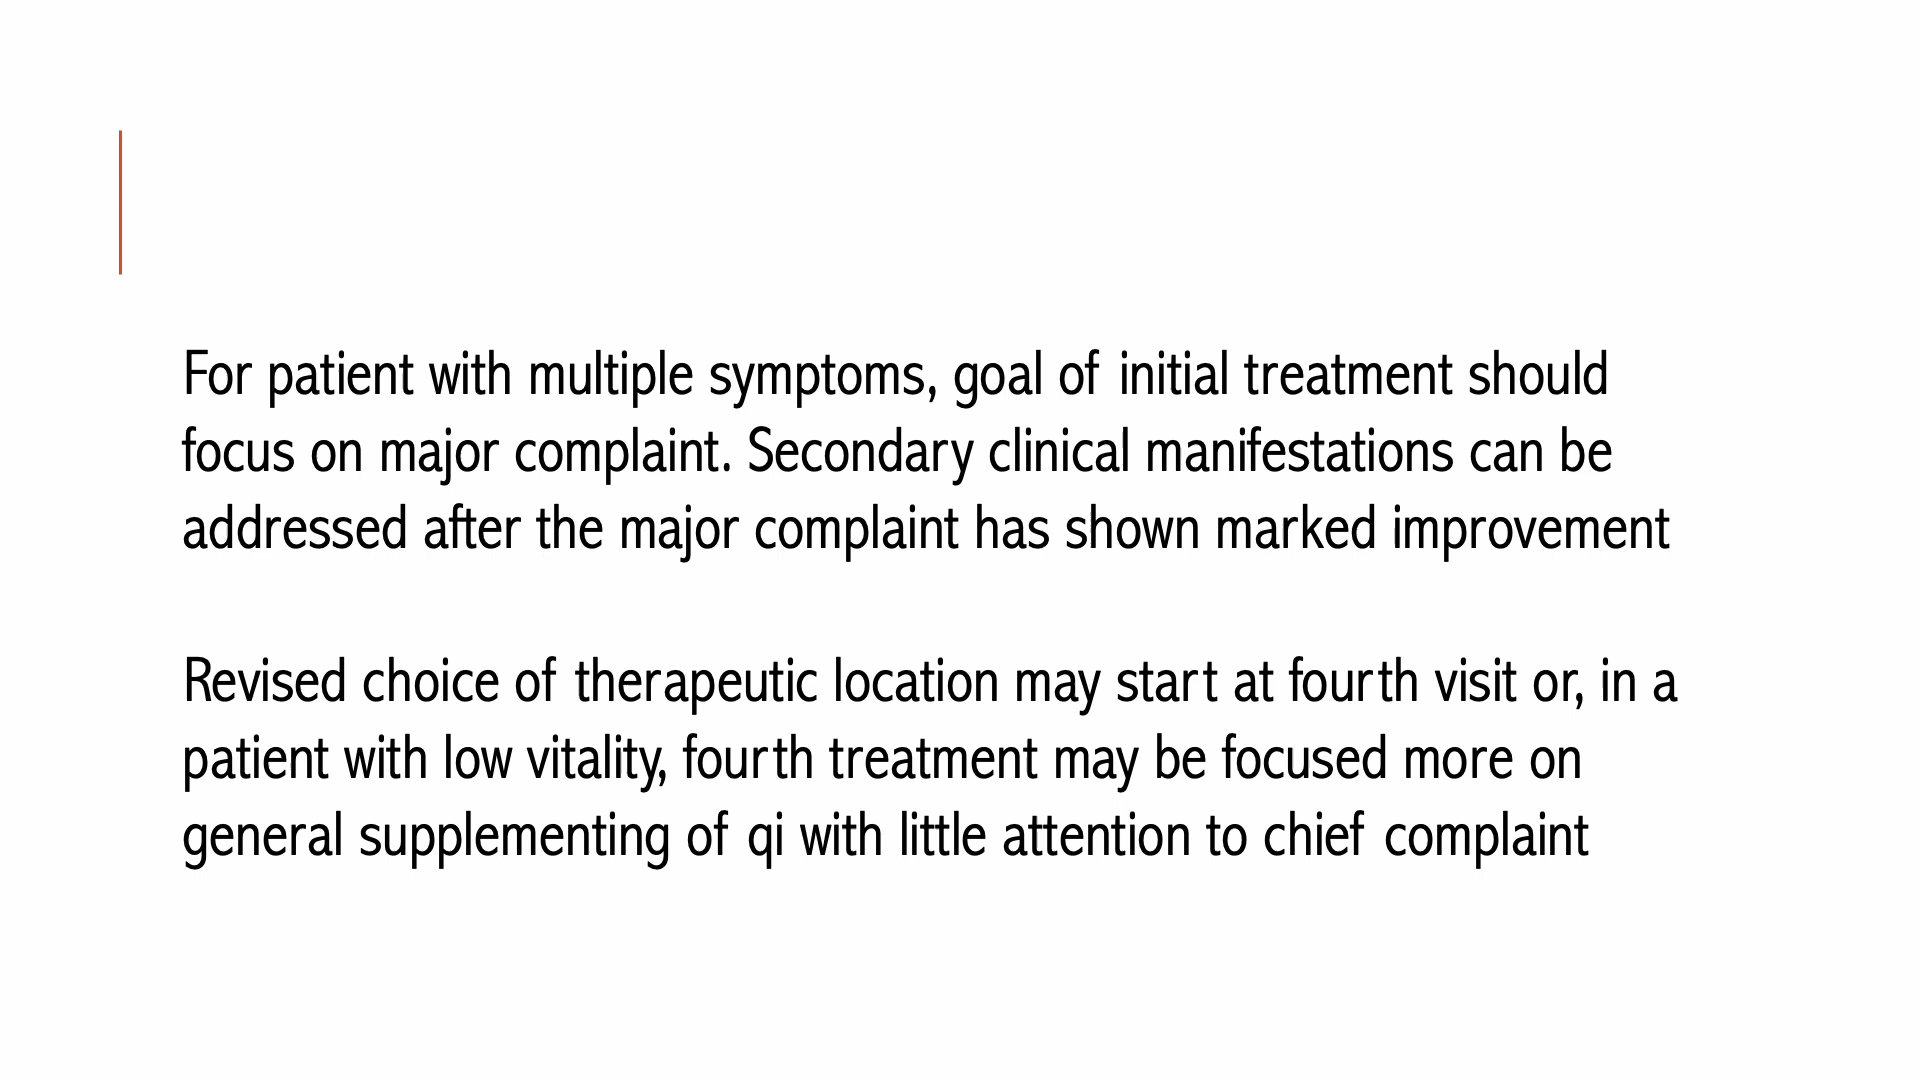 For patient with multiple symptoms, goal of initial treatment should
focus on major complaint. Secondary clinical manifestations can be
addressed after the major complaint has shown marked improvement
Revised choice of therapeutic location may start at fourth visit or, in a
patient with low vitality, fourth treatment may be focused more on
general supplementing of qi with little attention to chief complaint